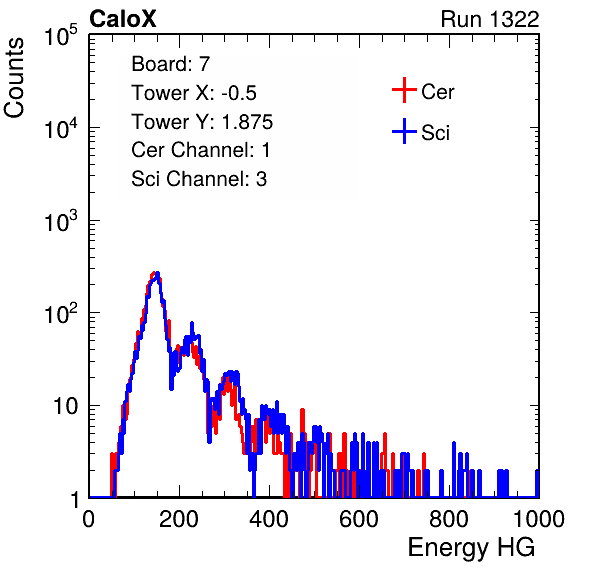 CaloX Run 1322
Counts
Board: 7
Tower X: -0.5
Tower Y: 1.875
Cer Channel: 1
Sci Channel: 3
Cer
Sci
10^5
10^4
10^3
10^2
10
1
0 200 400 600 800 1000
Energy HG